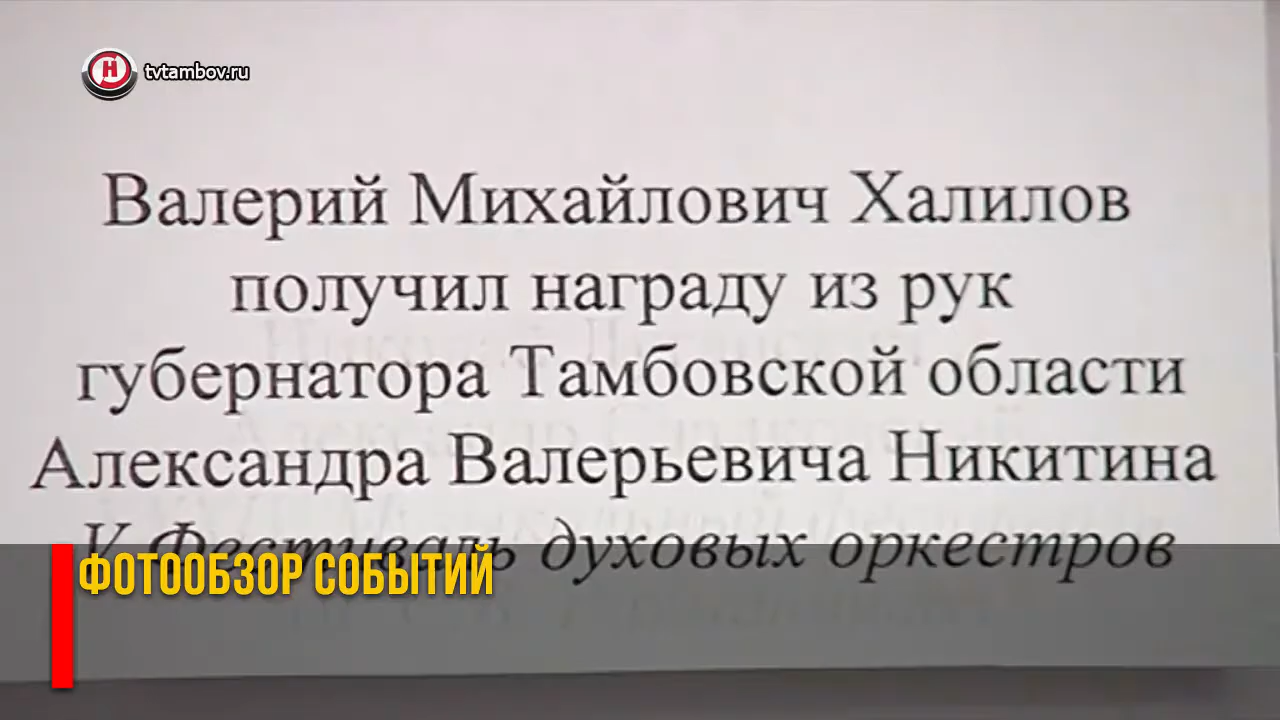 tvtambov.ru
Валерий Михайлович Халилов
получил награду из рук
губернатора Тамбовской области
Александра Валерьевича Никитина
V Фестиваль духовых оркестров
ФОТООБЗОР СОБЫТИЙ